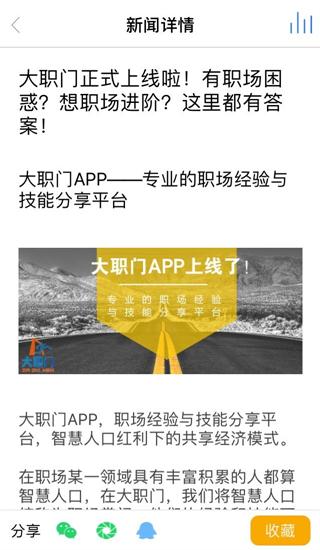 新闻详情
大职门正式上线啦！有职场困
惑？想职场进阶？这里都有答
案！
大职门APP——专业的职场经验与
技能分享平台
大职门APP上线了！
专业的职场经验
与技能分享平台
大职门
大职门APP，职场经验与技能分享平
台，智慧人口红利下的共享经济模式。
在职场某一领域具有丰富积累的人都算
智慧人口，在大职门，我们将智慧人口
分享
收藏